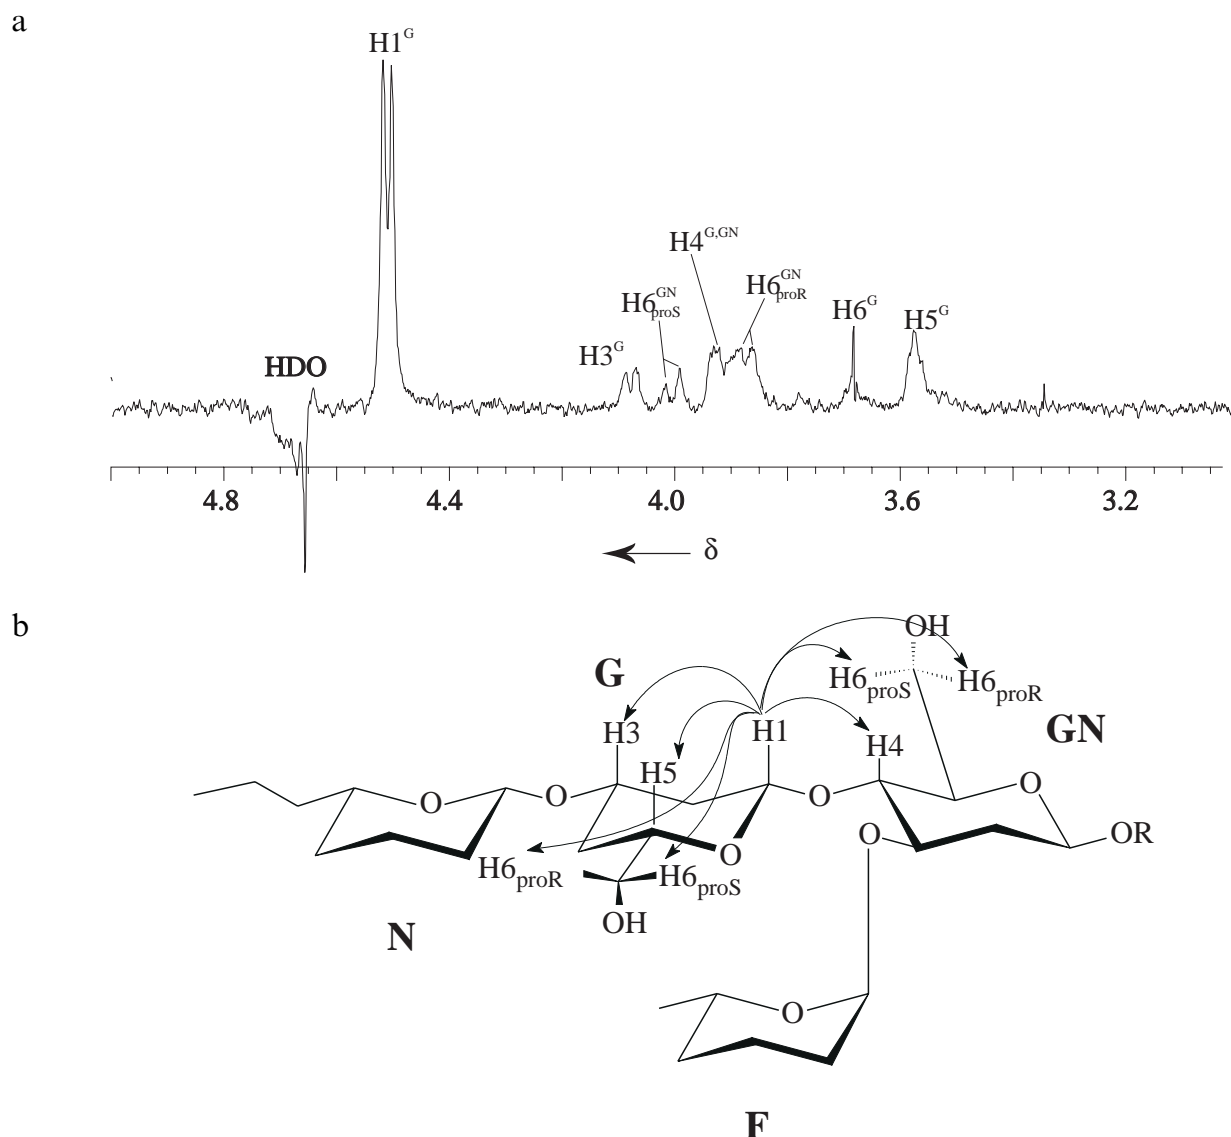 a
H1G
H4G,GN
H6GNproS
H6GNproR
H6G
H5G
H3G
HDO
4.8 4.4 4.0 3.6 3.2
δ
b
OH
G
H6proS
H6proR
GN
H3
H1
H4
H5
O
O
O
O
O
O
OR
O
H6proR
H6proS
OH
N
O
F